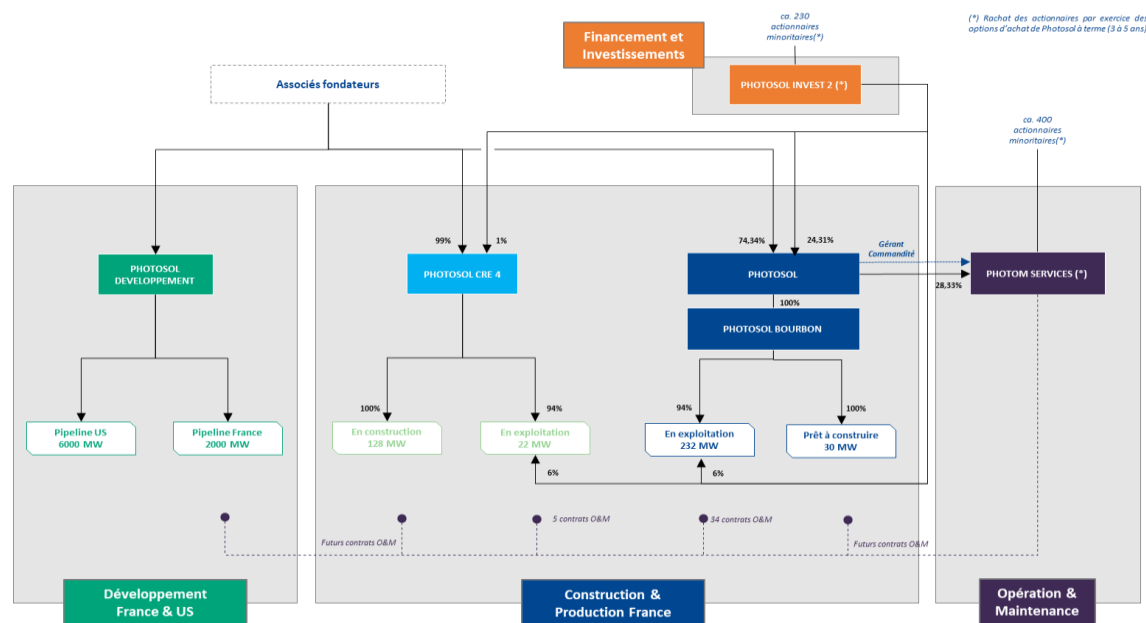 ca. 230
actionnaires
minoritaires(*)
(*) Rachat des actionnaires par exercice des
options d'achat de Photosol à terme (3 à 5 ans)
Financement et
Investissements
PHOTOSOL INVEST 2 (*)
Associés fondateurs
ca. 400
actionnaires
minoritaires(*)
99%
1%
74,34%
24,31%
Gérant
Commandité
PHOTOSOL
DEVELOPPEMENT
PHOTOSOL CRE 4
PHOTOSOL
PHOTOM SERVICES (*)
28,33%
100%
PHOTOSOL BOURBON
100%
94%
94%
100%
Pipeline US
6000 MW
Pipeline France
2000 MW
En construction
128 MW
En exploitation
22 MW
En exploitation
232 MW
Prêt à construire
30 MW
6%
6%
5 contrats O&M
34 contrats O&M
Futurs contrats O&M
Futurs contrats O&M
Développement
France & US
Construction &
Production France
Opération &
Maintenance